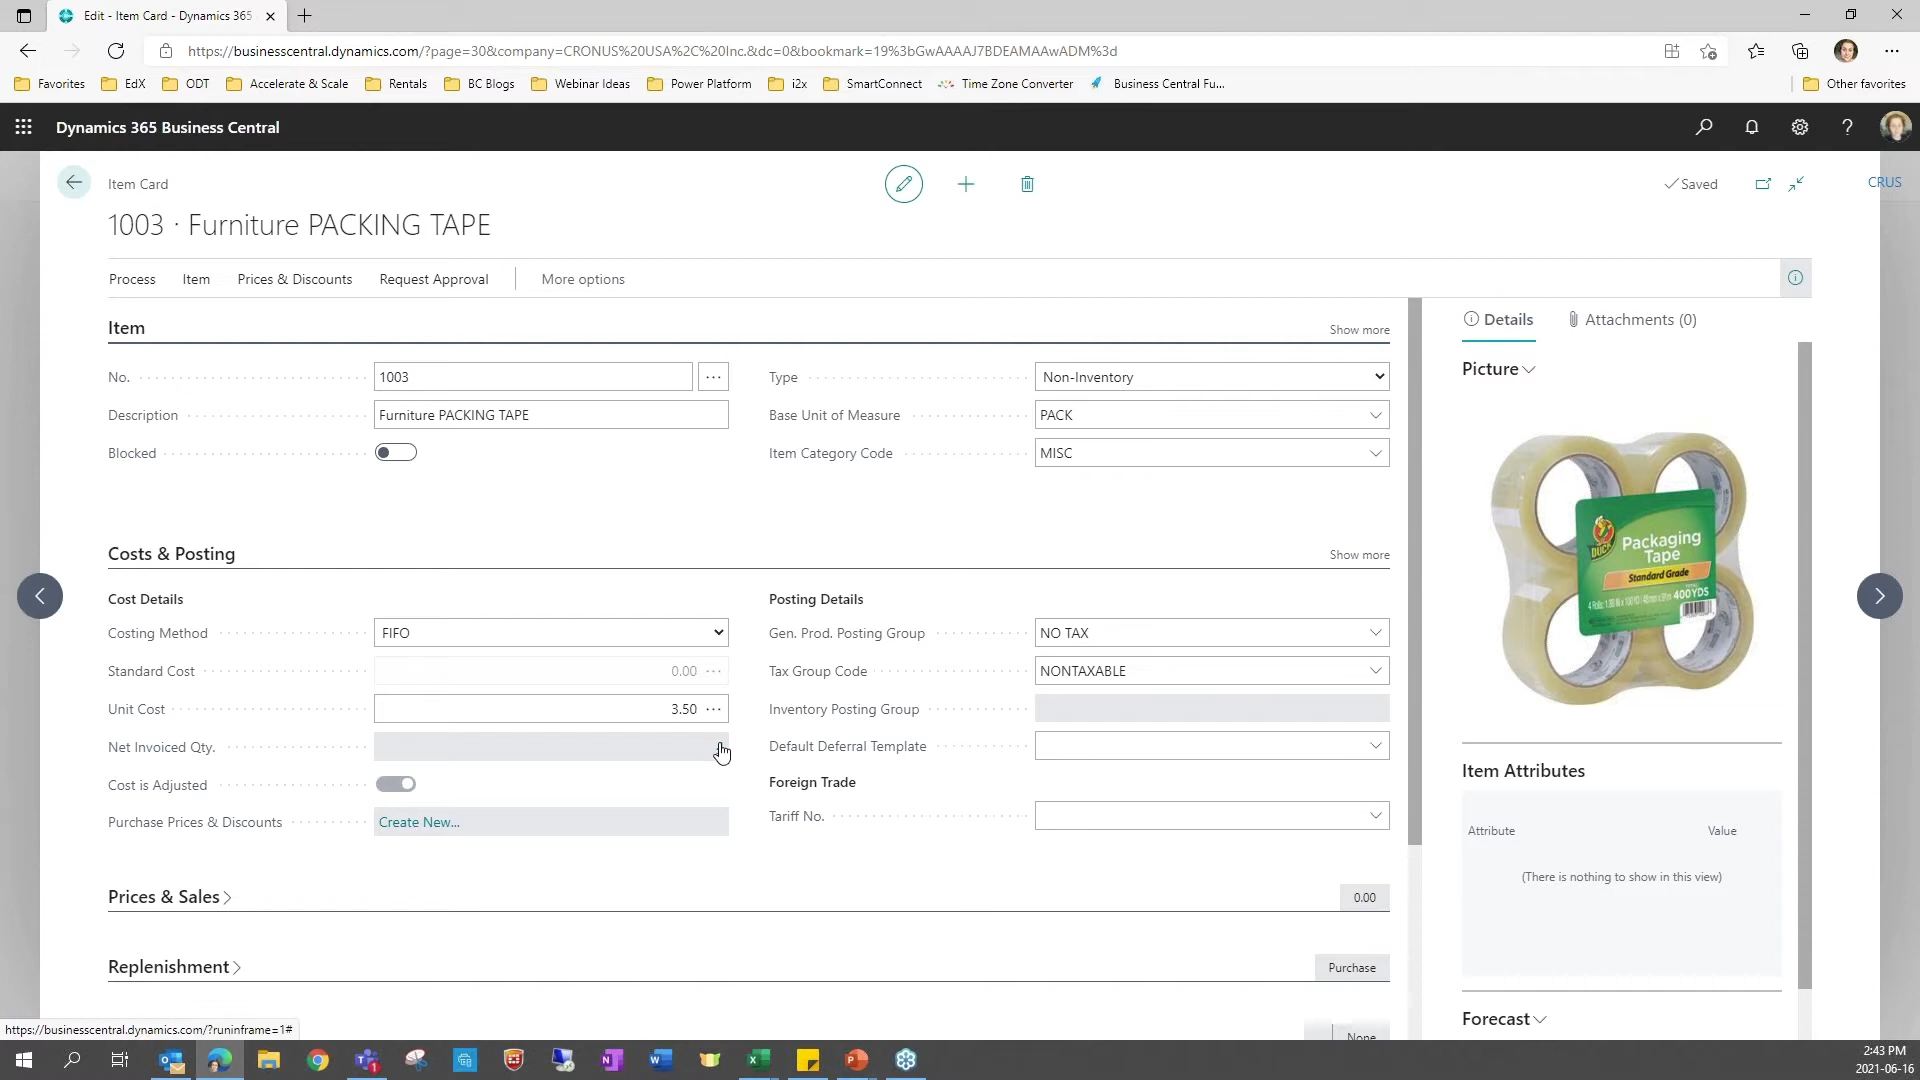 Edit - Item Card - Dynamics 365
https://businesscentral.dynamics.com/?page=30&company=CRONUS%20USA%2C%20Inc.&dc=0&bookmark=19%3bGwAAAAJ7BDEAMAAwADM%3d
Favorites EdX ODT Accelerate & Scale Rentals BC Blogs Webinar Ideas Power Platform i2x SmartConnect Time Zone Converter Business Central Fu... Other favorites
Dynamics 365 Business Central
Item Card
Saved
CRUS
1003 · Furniture PACKING TAPE
Process Item Prices & Discounts Request Approval More options
Item
Show more
No. 1003
Type Non-Inventory
Description Furniture PACKING TAPE
Base Unit of Measure PACK
Blocked
Item Category Code MISC
Costs & Posting
Show more
Cost Details
Posting Details
Costing Method FIFO
Gen. Prod. Posting Group NO TAX
Standard Cost 0.00
Tax Group Code NONTAXABLE
Unit Cost 3.50
Inventory Posting Group
Net Invoiced Qty.
Default Deferral Template
Cost is Adjusted
Foreign Trade
Purchase Prices & Discounts Create New...
Tariff No.
Prices & Sales
0.00
Replenishment
Purchase
None
Details Attachments (0)
Picture
DUCK
Packaging
Tape
Standard Grade
400YDS
Item Attributes
Attribute Value
(There is nothing to show in this view)
Forecast
https://businesscentral.dynamics.com/?runinframe=1#
2:43 PM
2021-06-16